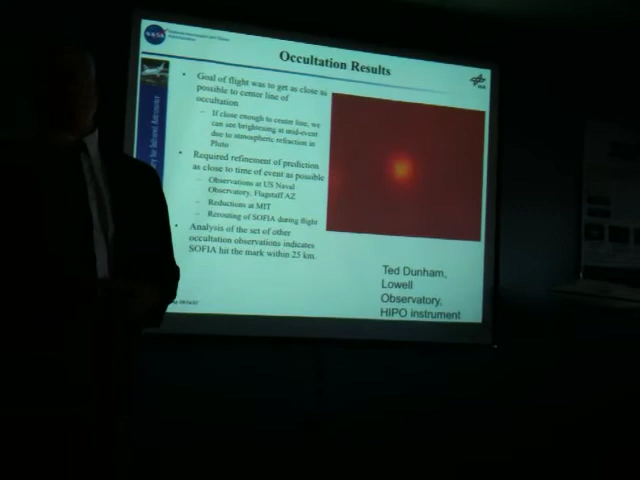 NASA
Occultation Results
Goal of flight was to get as close as
possible to center line of
occultation
– If close enough to center line, we
can see brightening at mid-event
due to atmospheric refraction in
Pluto
Required refinement of prediction
as close to time of event as possible
– Observations at US Naval
Observatory, Flagstaff AZ
– Reductions at MIT
– Rerouting of SOFIA during flight
Analysis of the set of other
occultation observations indicates
SOFIA hit the mark within 25 km.
Ted Dunham,
Lowell
Observatory,
HIPO instrument
DLR